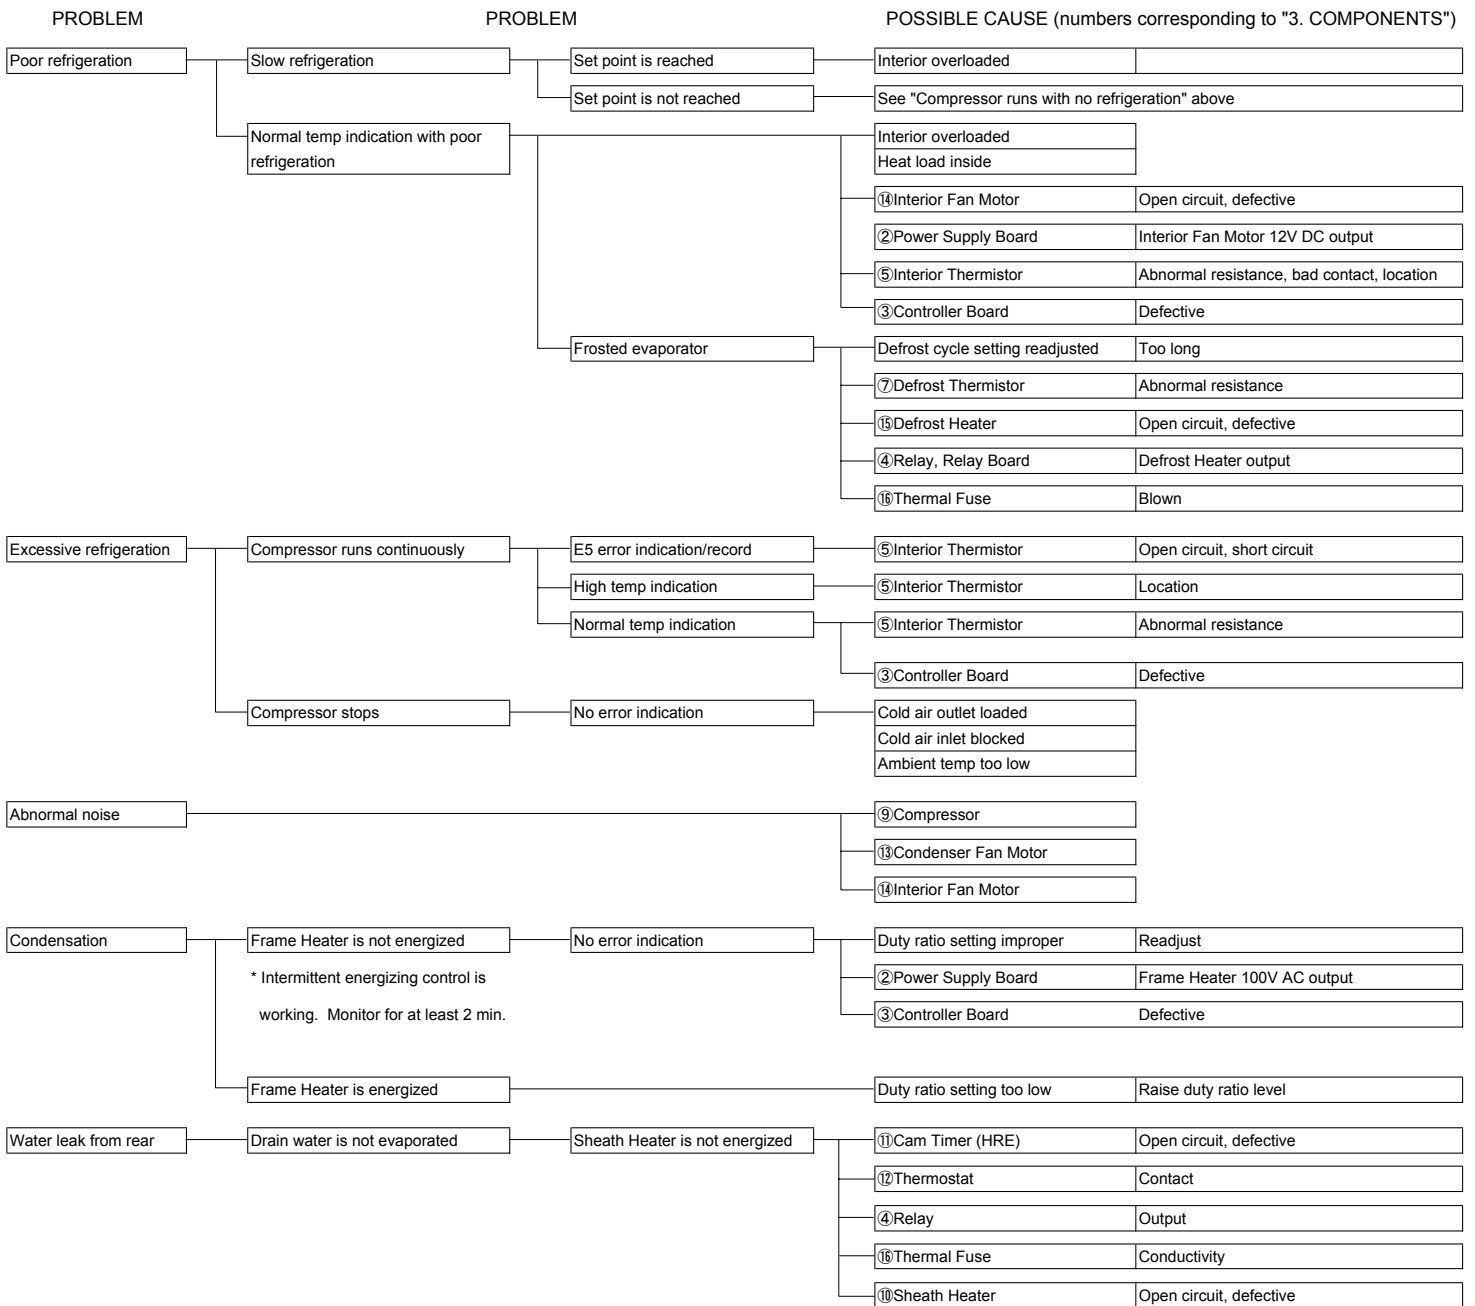 PROBLEM PROBLEM POSSIBLE CAUSE (numbers corresponding to "3. COMPONENTS")
Poor refrigeration Slow refrigeration Set point is reached Interior overloaded
Set point is not reached See "Compressor runs with no refrigeration" above
Normal temp indication with poor Interior overloaded
refrigeration Heat load inside
⑭Interior Fan Motor Open circuit, defective
②Power Supply Board Interior Fan Motor 12V DC output
⑤Interior Thermistor Abnormal resistance, bad contact, location
③Controller Board Defective
Frosted evaporator Defrost cycle setting readjusted Too long
⑦Defrost Thermistor Abnormal resistance
⑮Defrost Heater Open circuit, defective
④Relay, Relay Board Defrost Heater output
⑯Thermal Fuse Blown
Excessive refrigeration Compressor runs continuously E5 error indication/record ⑤Interior Thermistor Open circuit, short circuit
High temp indication ⑤Interior Thermistor Location
Normal temp indication ⑤Interior Thermistor Abnormal resistance
③Controller Board Defective
Compressor stops No error indication Cold air outlet loaded
Cold air inlet blocked
Ambient temp too low
Abnormal noise ⑨Compressor
⑬Condenser Fan Motor
⑭Interior Fan Motor
Condensation Frame Heater is not energized No error indication Duty ratio setting improper Readjust
* Intermittent energizing control is ②Power Supply Board Frame Heater 100V AC output
working. Monitor for at least 2 min. ③Controller Board Defective
Frame Heater is energized Duty ratio setting too low Raise duty ratio level
Water leak from rear Drain water is not evaporated Sheath Heater is not energized ⑪Cam Timer (HRE) Open circuit, defective
⑫Thermostat Contact
④Relay Output
⑯Thermal Fuse Conductivity
⑩Sheath Heater Open circuit, defective